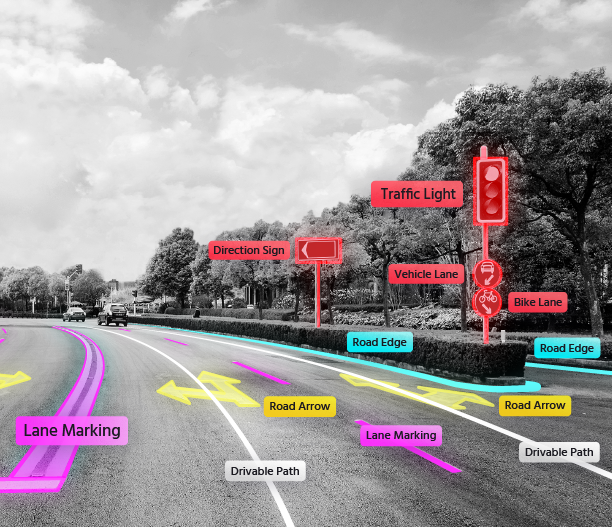 Traffic Light
Direction Sign
Vehicle Lane
Bike Lane
Road Edge
Road Edge
Road Arrow
Road Arrow
Lane Marking
Lane Marking
Drivable Path
Drivable Path